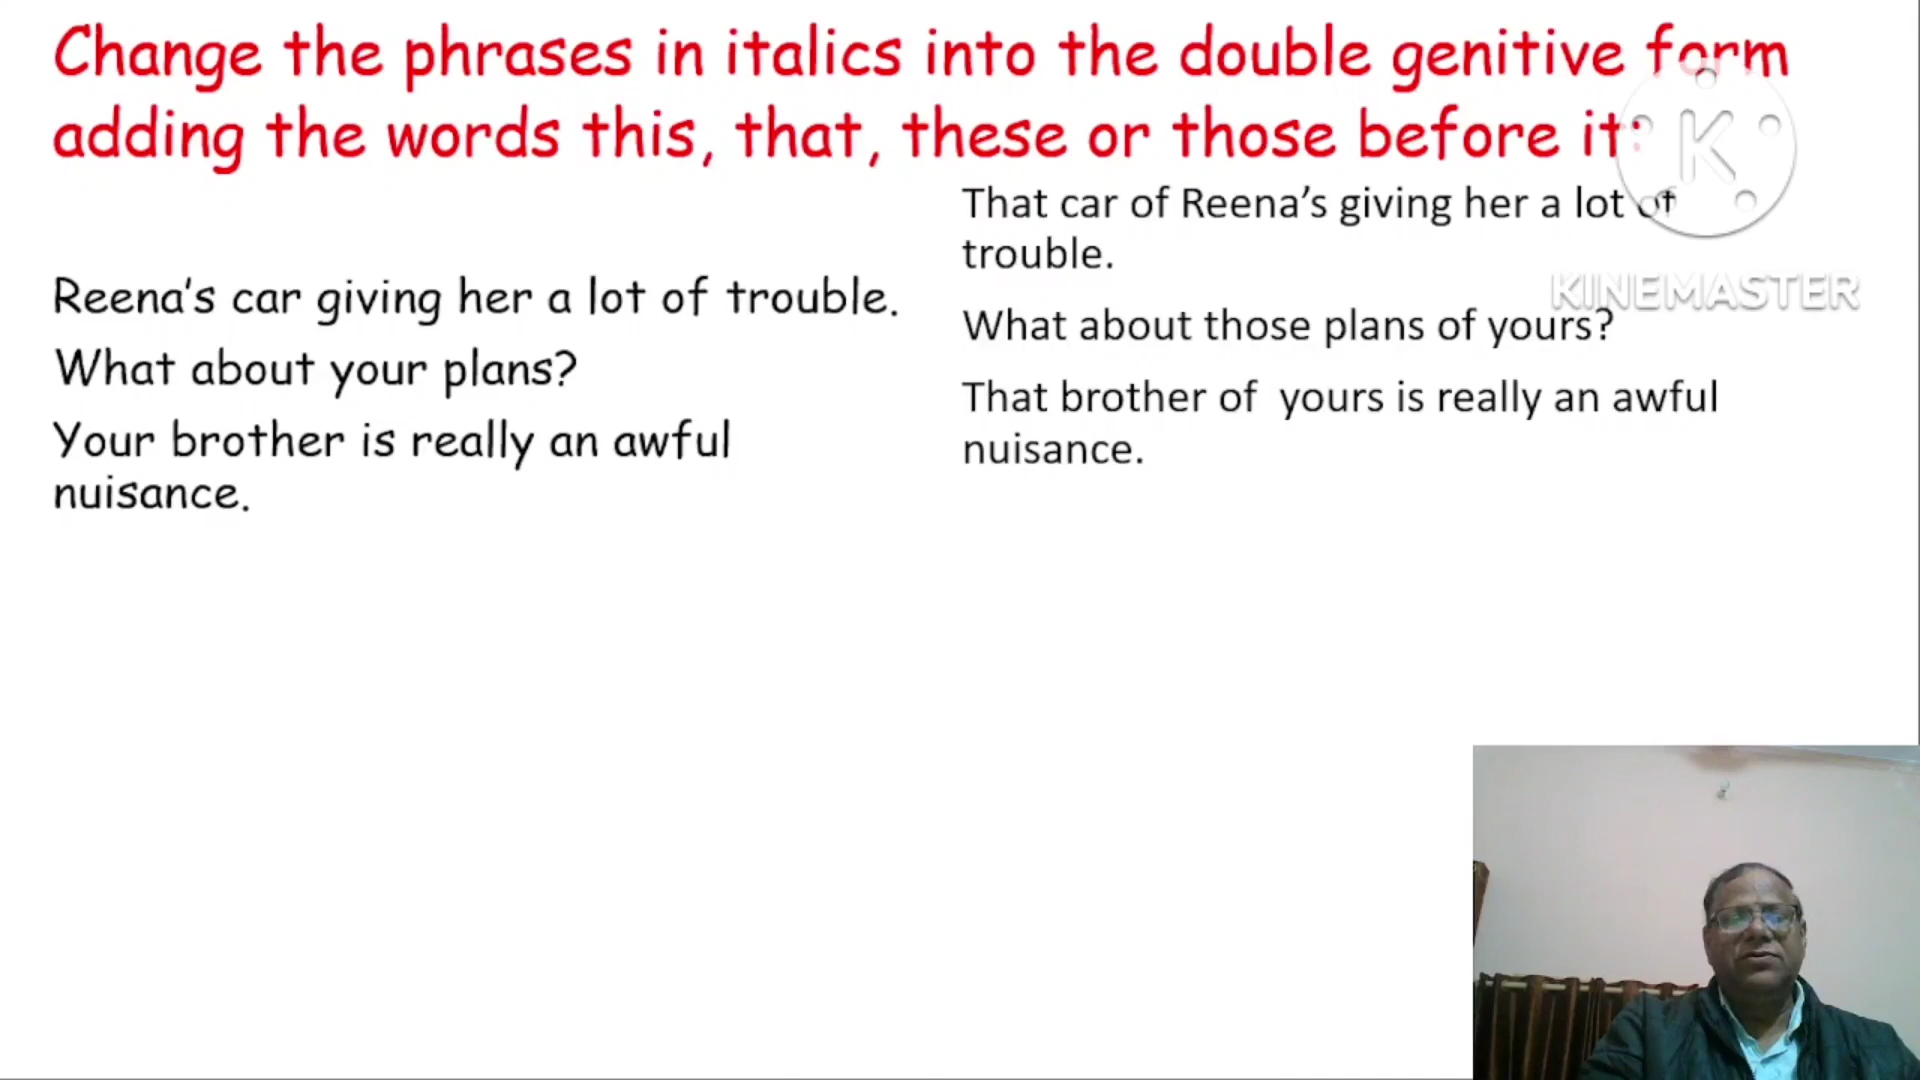 Change the phrases in italics into the double genitive form
adding the words this, that, these or those before it:
Reena's car giving her a lot of trouble.
What about your plans?
Your brother is really an awful
nuisance.
That car of Reena’s giving her a lot of
trouble.
What about those plans of yours?
That brother of  yours is really an awful
nuisance.
K
KINEMASTER